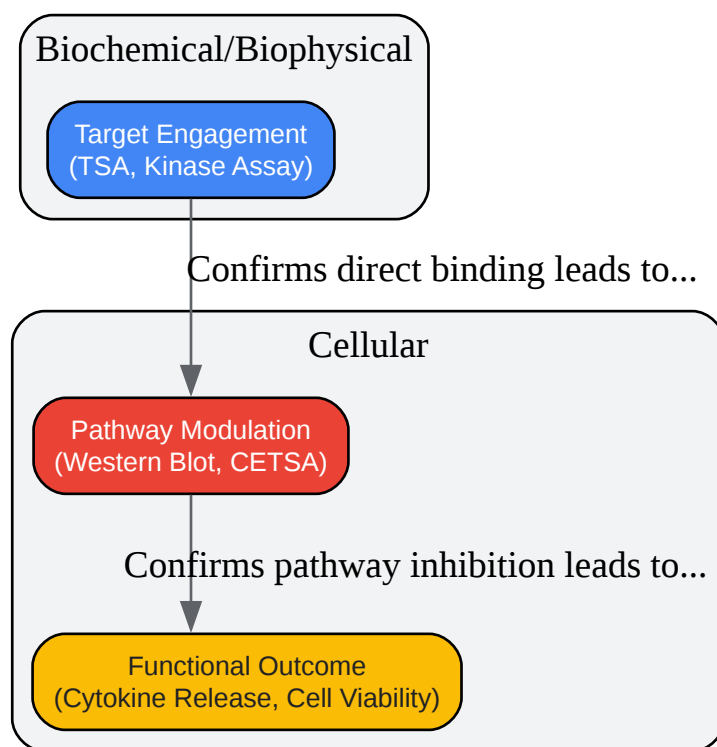 Biochemical/Biophysical
Target Engagement
(TSA, Kinase Assay)
Confirms direct binding leads to...
Cellular
Pathway Modulation
(Western Blot, CETSA)
Confirms pathway inhibition leads to...
Functional Outcome
(Cytokine Release, Cell Viability)